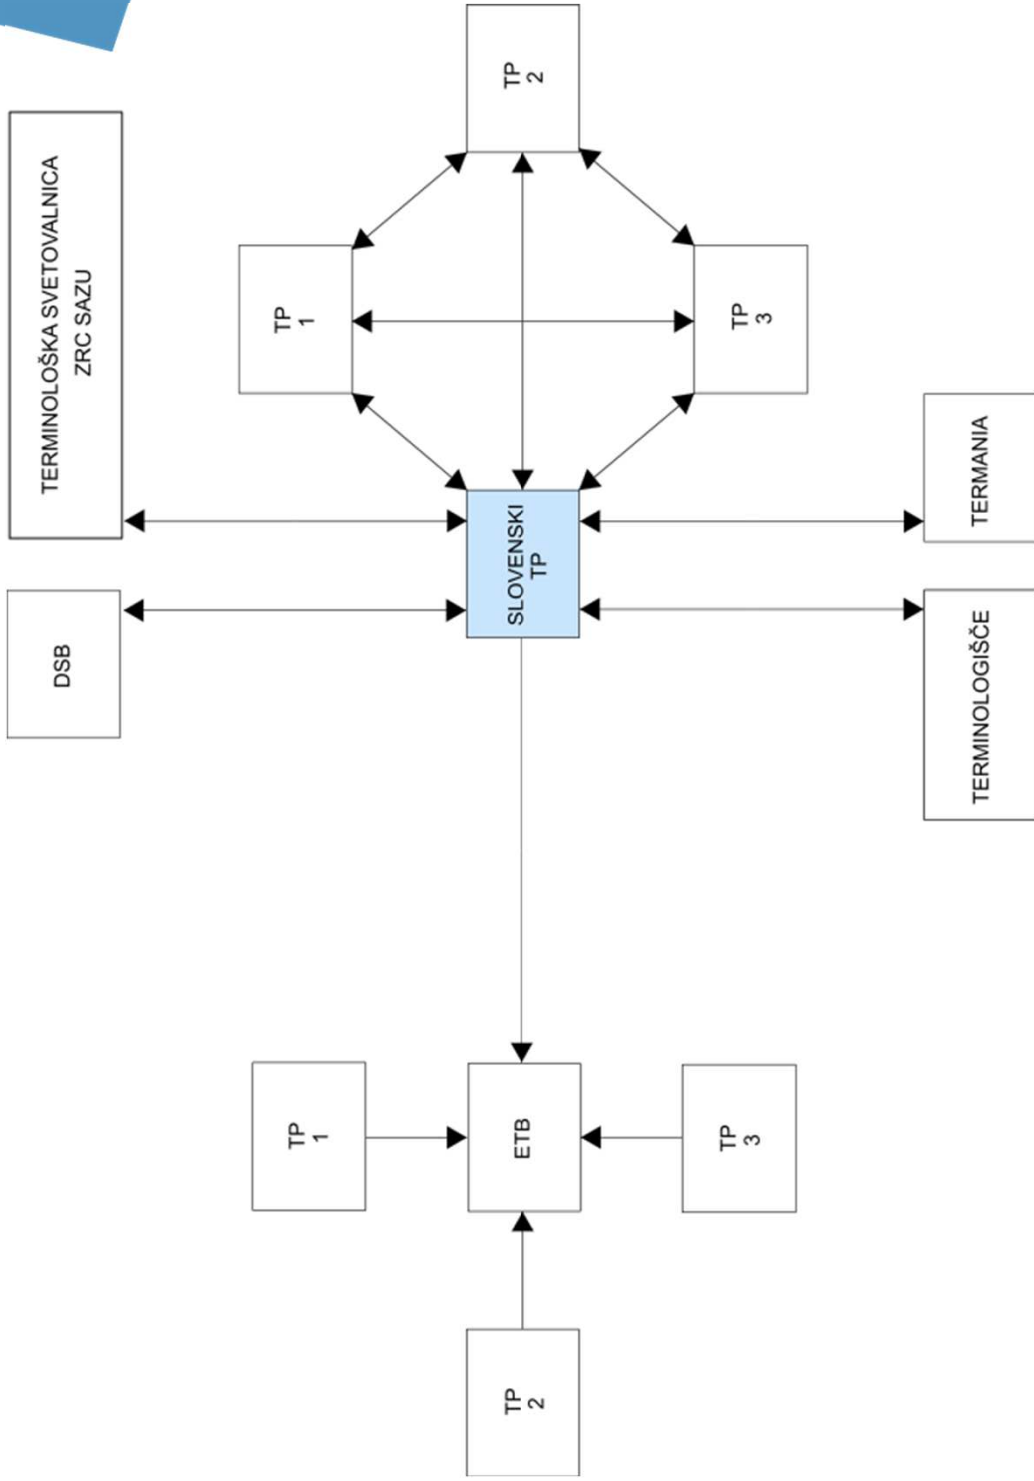 DSB
TERMINOLOŠKA SVETOVALNICA
ZRC SAZU
TP
1
TP
1
TP
2
ETB
SLOVENSKI
TP
TP
2
TP
3
TP
3
TERMINOLOGIŠČE
TERMANIA